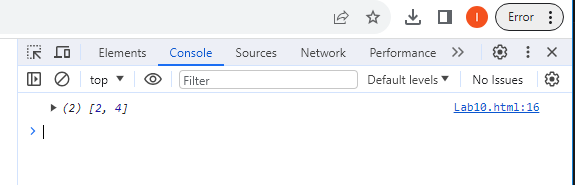 I Error
Elements Console Sources Network Performance
top Filter Default levels No Issues
(2) [2, 4] Lab10.html:16